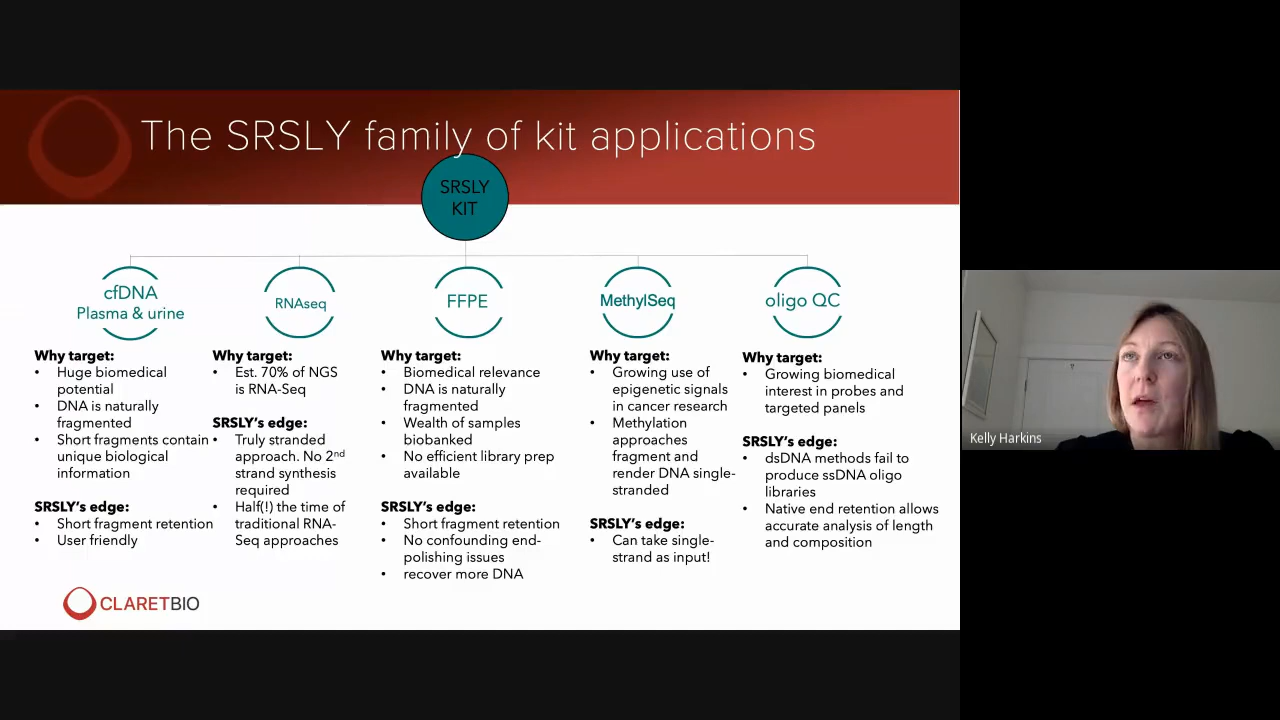 The SRSLY family of kit applications
SRSLY
KIT
cfDNA
Plasma & urine
Why target:
• Huge biomedical
potential
• DNA is naturally
fragmented
• Short fragments contain
unique biological
information
SRSLY's edge:
• Short fragment retention
• User friendly
RNAseq
Why target:
• Est. 70% of NGS
is RNA-Seq
SRSLY's edge:
• Truly stranded
approach. No 2nd
strand synthesis
required
• Half(!) the time of
traditional RNA-
Seq approaches
FFPE
Why target:
• Biomedical relevance
• DNA is naturally
fragmented
• Wealth of samples
biobanked
• No efficient library prep
available
SRSLY's edge:
• Short fragment retention
• No confounding end-
polishing issues
• recover more DNA
MethylSeq
Why target:
• Growing use of
epigenetic signals
in cancer research
• Methylation
approaches
fragment and
render DNA single-
stranded
SRSLY's edge:
• Can take single-
strand as input!
oligo QC
Why target:
• Growing biomedical
interest in probes and
targeted panels
SRSLY's edge:
• dsDNA methods fail to
produce ssDNA oligo
libraries
• Native end retention allows
accurate analysis of length
and composition
CLARETBIO
Kelly Harkins